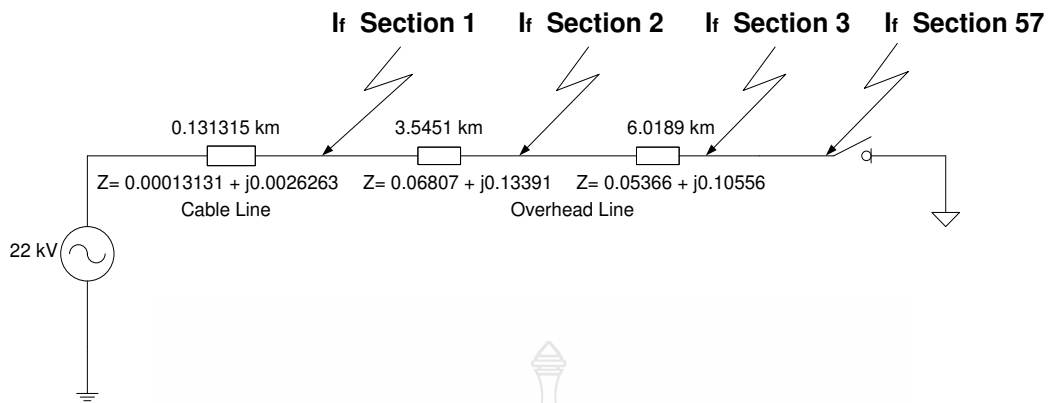 If Section 1 If Section 2 If Section 3 If Section 57
0.131315 km 3.5451 km 6.0189 km
Z= 0.00013131 + j0.0026263 Z= 0.06807 + j0.13391 Z= 0.05366 + j0.10556
Cable Line Overhead Line
22 kV